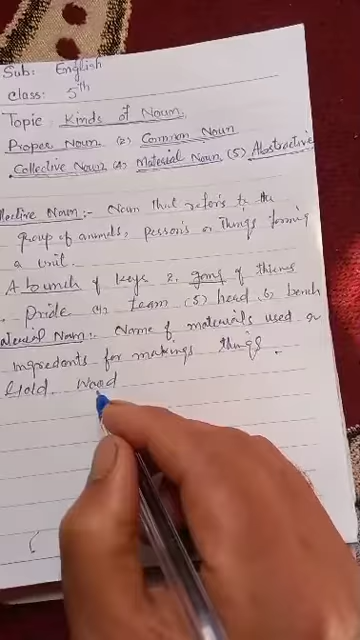 Sub: English
Class: 5th
Topic Kinds of Noun
Proper Noun (2) Common Noun
Collective Noun (4) Material Noun (5) Abstractive
llective Noun:- Noun that refers to the
group of animals, persons or things forming
a unit.
A bunch of keys 2. gang of thieves
Pride (4) team (5) herd 6) bench
aterial Noun:- Name of materials used as
ingredients for makings things.
Gold. Wood